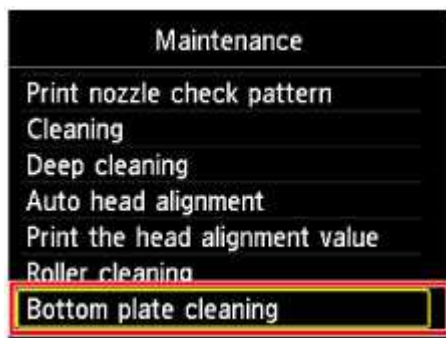 Maintenance
Print nozzle check pattern
Cleaning
Deep cleaning
Auto head alignment
Print the head alignment value
Roller cleaning
Bottom plate cleaning